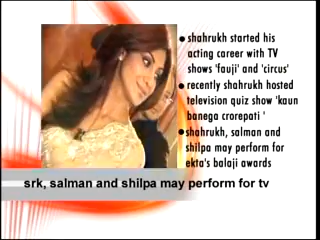 ● shahrukh started his
acting career with TV
shows 'fauji' and 'circus'
● recently shahrukh hosted
television quiz show 'kaun
banega crorepati '
● shahrukh, salman and
shilpa may perform for
ekta's balaji awards
srk, salman and shilpa may perform for tv